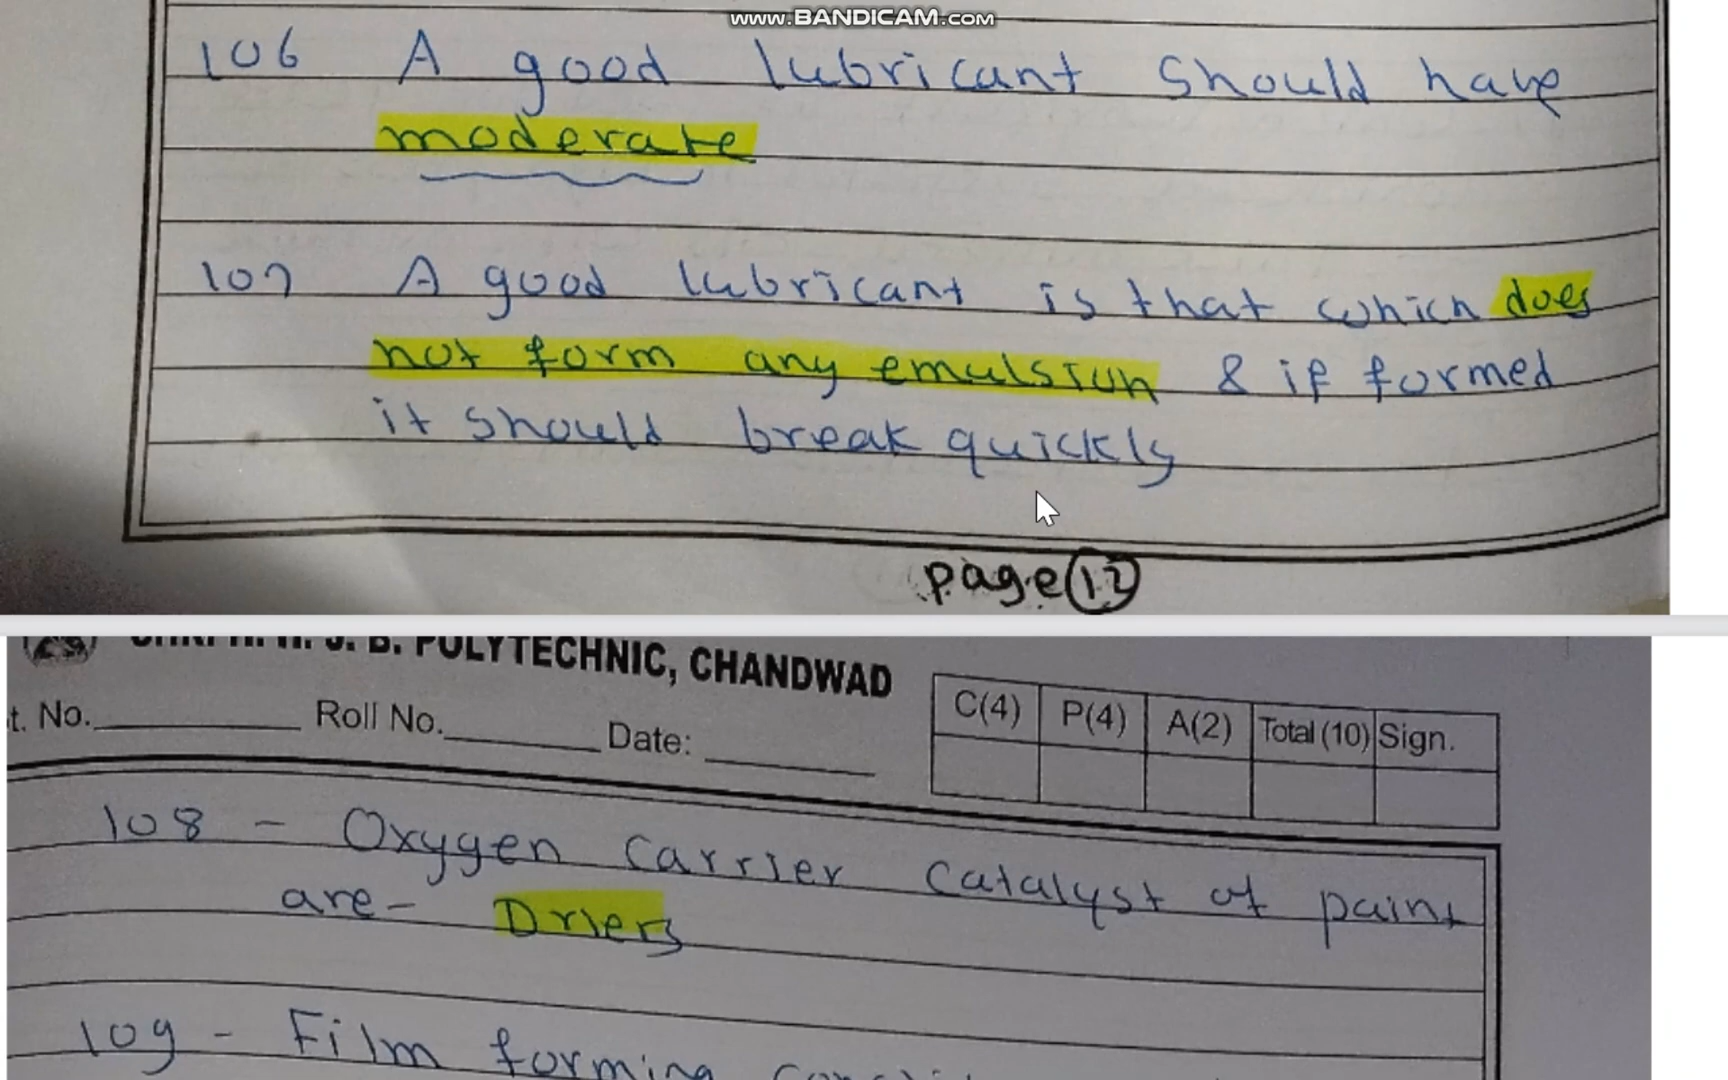 www.BANDICAM.com
106 A good lubricant should have
moderate
107 A good lubricant is that which does
not form any emulsion & if formed
it should break quickly
page 12
J. B. POLYTECHNIC, CHANDWAD
t. No. Roll No. Date:
C(4) P(4) A(2) Total (10) Sign.
108 - Oxygen carrier catalyst of paint
are - Driers
109 - Film forming